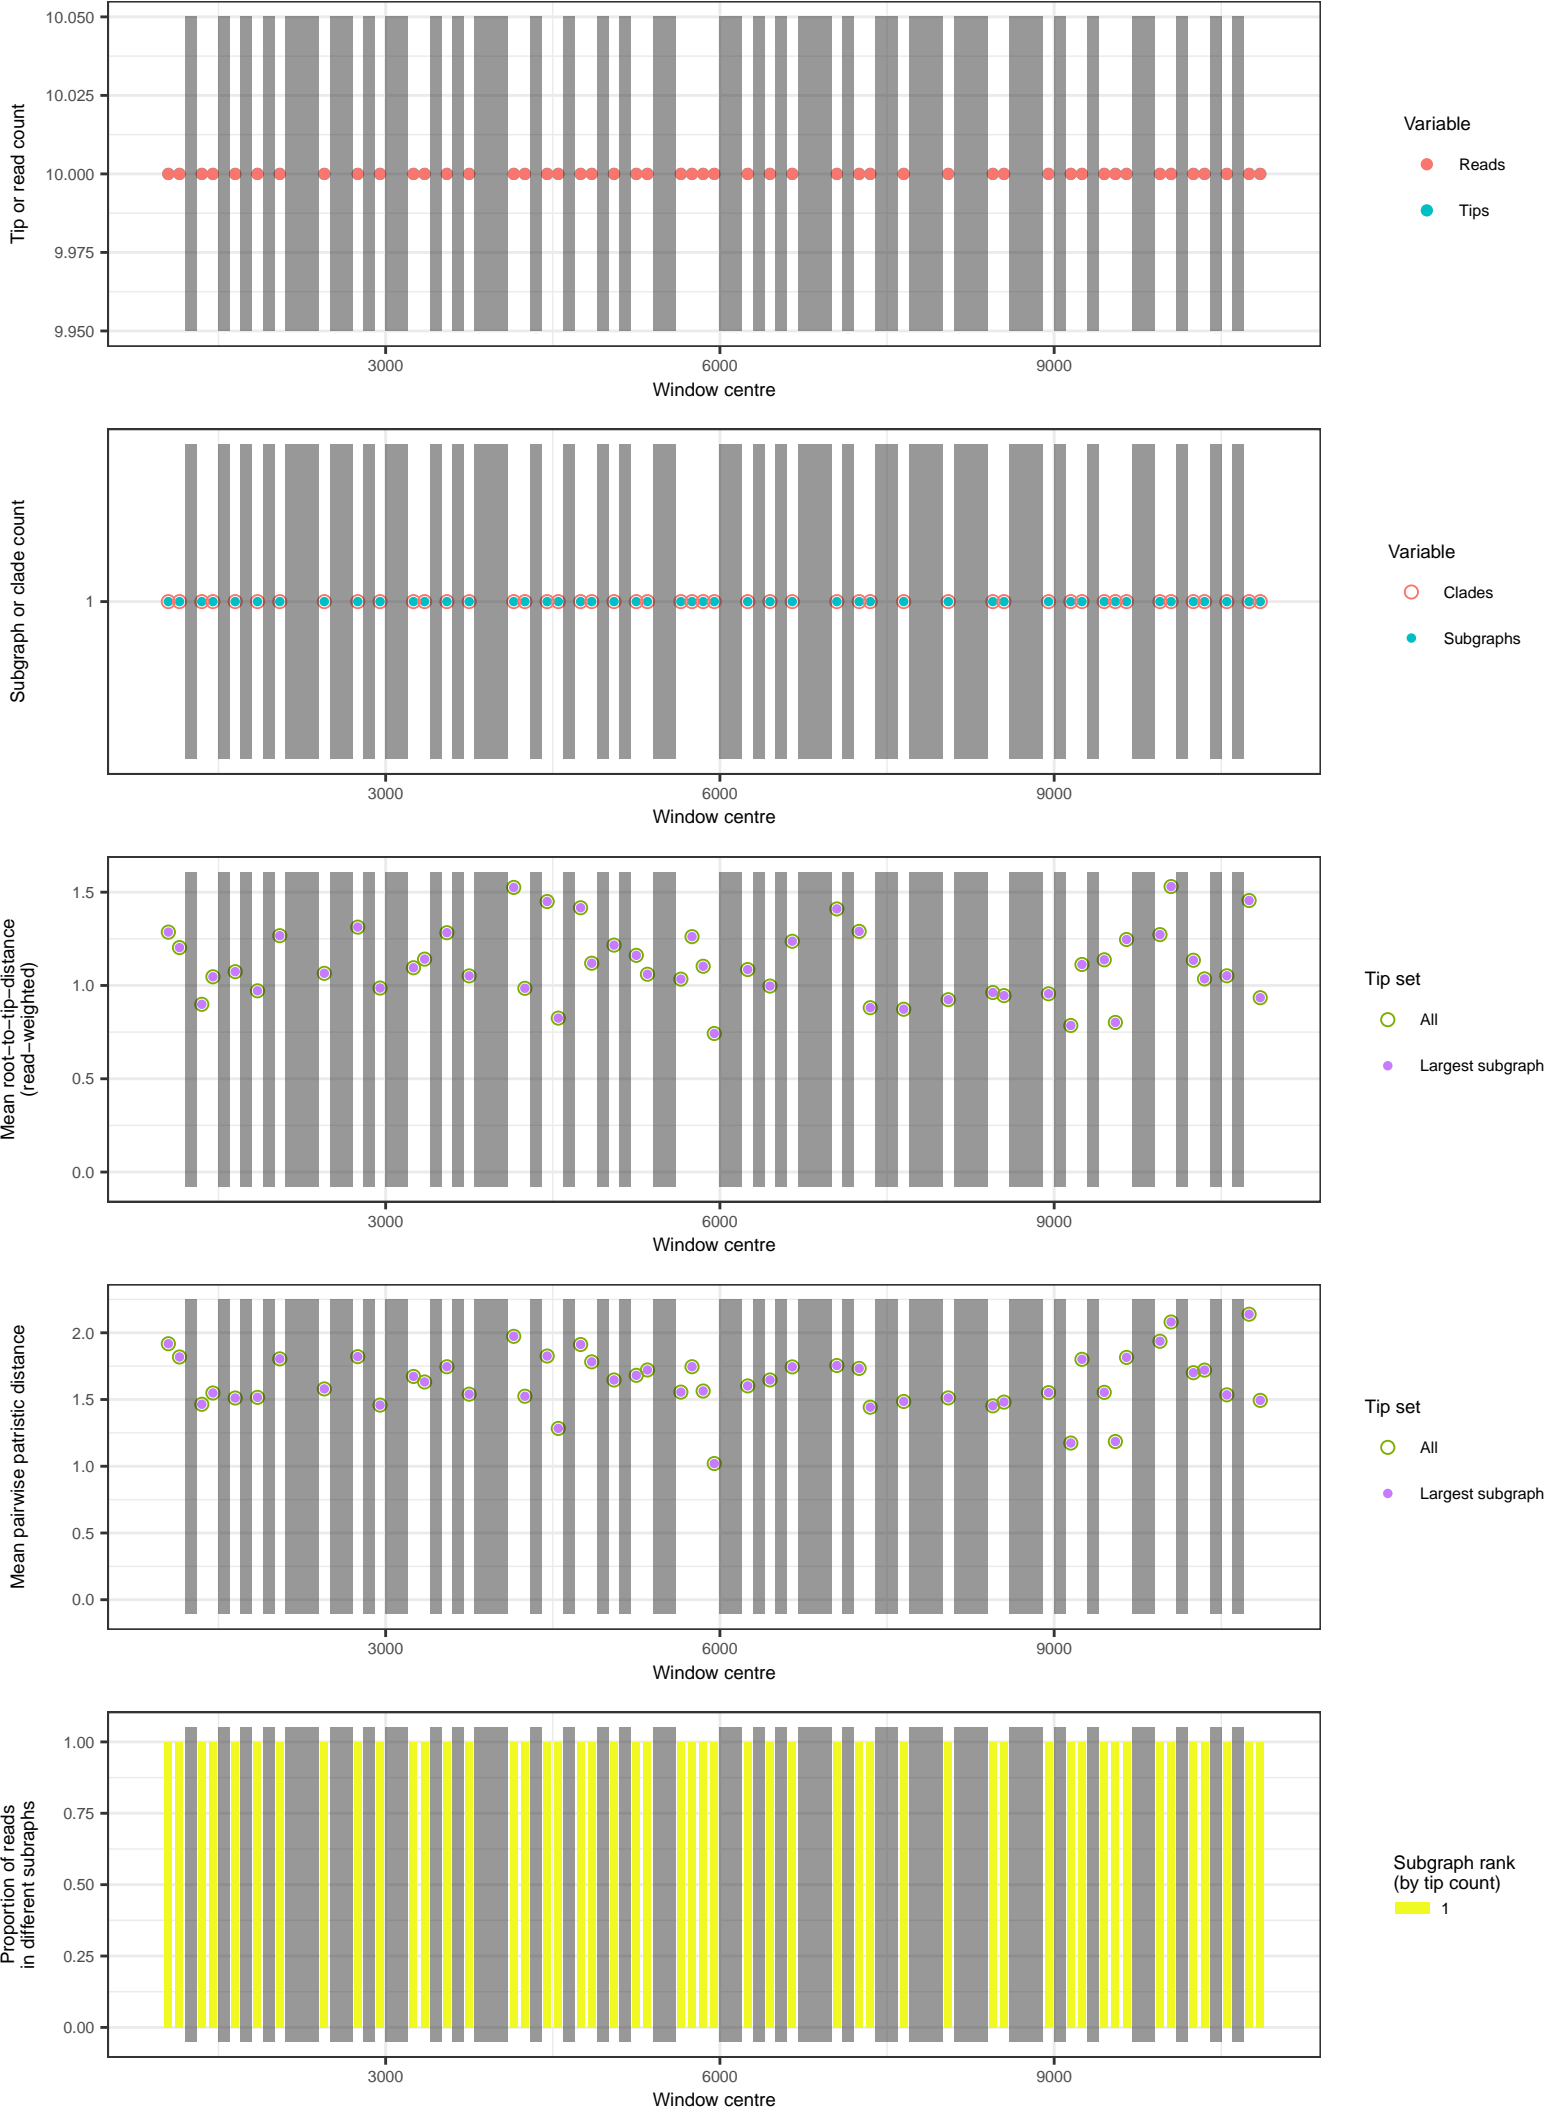 10.050
10.025
10.000
9.975
9.950
Tip or read count
3000
6000
9000
Window centre
Variable
Reads
Tips
1
Subgraph or clade count
3000
6000
9000
Window centre
Variable
Clades
Subgraphs
1.5
1.0
0.5
0.0
Mean root−to−tip−distance
(read−weighted)
3000
6000
9000
Window centre
Tip set
All
Largest subgraph
2.0
1.5
1.0
0.5
0.0
Mean pairwise patristic distance
3000
6000
9000
Window centre
Tip set
All
Largest subgraph
1.00
0.75
0.50
0.25
0.00
Proportion of reads
in different subraphs
3000
6000
9000
Window centre
Subgraph rank
(by tip count)
1